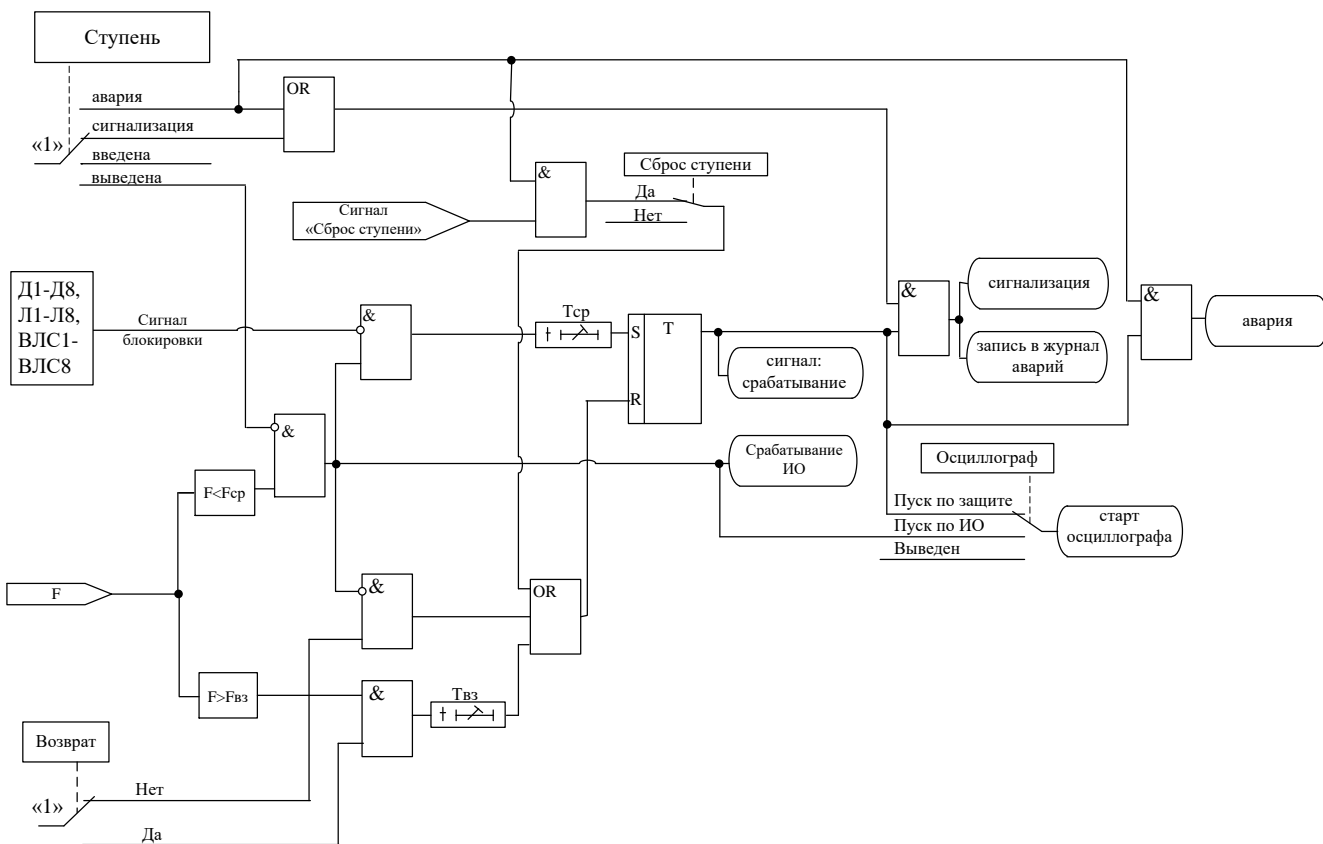 Ступень
авария
OR
сигнализация
«1»
введена
выведена
&
Сброс ступени
Да
Нет
Сигнал
«Сброс ступени»
Д1-Д8,
Л1-Л8,
ВЛС1-
ВЛС8
Сигнал
блокировки
&
Тср
S
T
R
сигнал:
срабатывание
&
сигнализация
запись в журнал
аварий
&
авария
&
F<Fср
Срабатывание
ИО
Осциллограф
Пуск по защите
Пуск по ИО
Выведен
старт
осциллографа
F
&
OR
F>Fвз
&
Твз
Возврат
«1»
Нет
Да